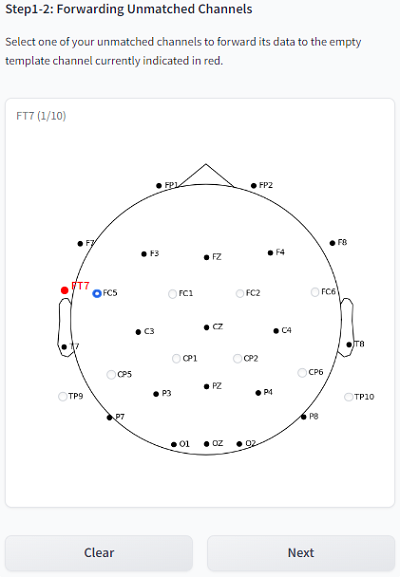 Step1-2: Forwarding Unmatched Channels
Select one of your unmatched channels to forward its data to the empty
template channel currently indicated in red.
FT7 (1/10)
FP1 FP2
F7 F3 FZ F4 F8
FT7 FC5 FC1 FC2 FC6
T7 C3 CZ C4 T8
CP5 CP1 CP2 CP6
TP9 P3 PZ P4 TP10
P7 P8
O1 OZ O2
Clear Next